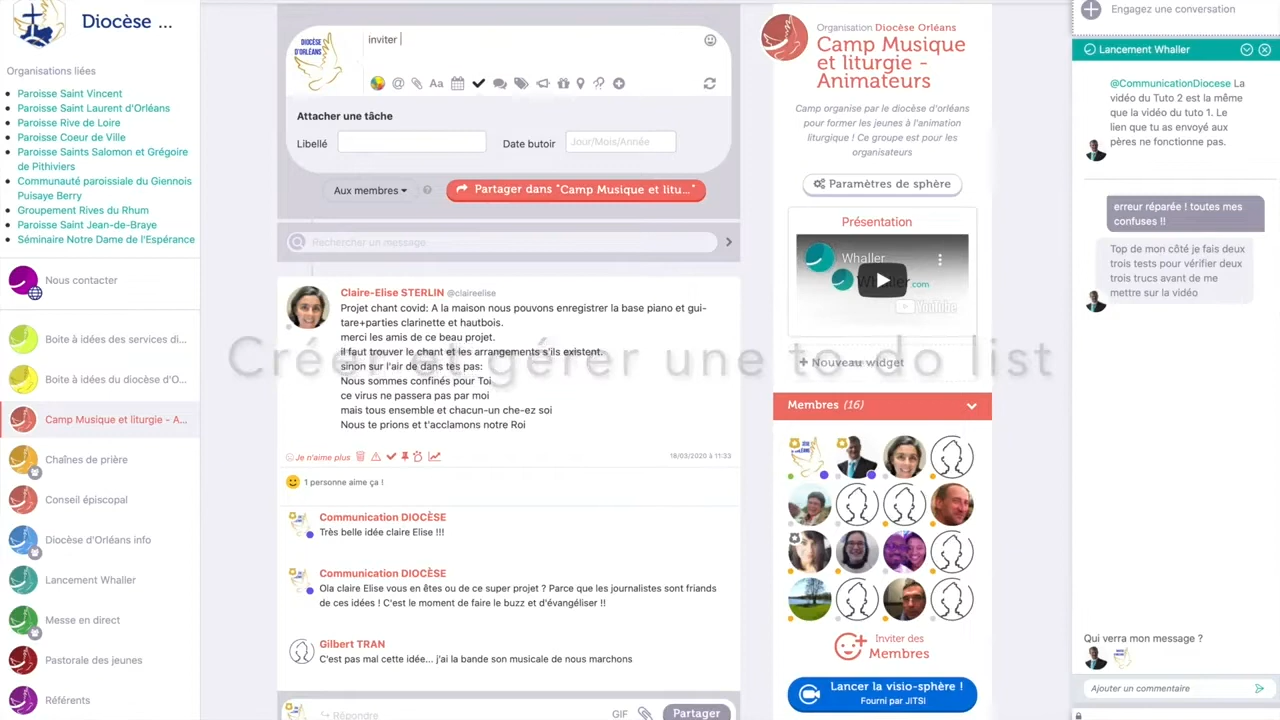 Diocèse ...
Organisations liées
Paroisse Saint Vincent
Paroisse Saint Laurent d'Orléans
Paroisse Rive de Loire
Paroisse Coeur de Ville
Paroisse Saints Salomon et Grégoire
de Pithiviers
Communauté paroissiale du Giennois
Puisaye Berry
Groupement Rives du Rhum
Paroisse Saint Jean-de-Braye
Séminaire Notre Dame de l'Espérance
Nous contacter
Boite à idées des services di...
Boite à idées du diocèse d'O...
Camp Musique et liturgie - A...
Chaînes de prière
Conseil épiscopal
Diocèse d'Orléans info
Lancement Whaller
Messe en direct
Pastorale des jeunes
Référents
DIOCÈSE
D'ORLÉANS
inviter
Aa
Attacher une tâche
Libellé
Date butoir
Jour/Mois/Année
Aux membres
Partager dans "Camp Musique et litu..."
Rechercher un message
Claire-Elise STERLIN @claireelise
Projet chant covid: A la maison nous pouvons enregistrer la base piano et gui-
tare+parties clarinette et hautbois.
merci les amis de ce beau projet.
il faut trouver le chant et les arrangements s'ils existent.
sinon sur l'air de dans tes pas:
Nous sommes confinés pour Toi
ce virus ne passera pas par moi
mais tous ensemble et chacun-un che-ez soi
Nous te prions et t'acclamons notre Roi
Je n'aime plus
18/03/2020 à 11:33
1 personne aime ça !
Communication DIOCÈSE
Très belle idée claire Elise !!!
Communication DIOCÈSE
Ola claire Elise vous en êtes ou de ce super projet ? Parce que les journalistes sont friands
de ces idées ! C'est le moment de faire le buzz et d'évangéliser !!
Gilbert TRAN
C'est pas mal cette idée... j'ai la bande son musicale de nous marchons
Répondre
GIF
Partager
Créer et gérer une to-do list
Organisation Diocèse Orléans
Camp Musique
et liturgie -
Animateurs
Camp organise par le diocèse d'orléans
pour former les jeunes à l'animation
liturgique ! Ce groupe est pour les
organisateurs
Paramètres de sphère
Présentation
Whaller
Whaller.com
YouTube
+ Nouveau widget
Membres (16)
Inviter des
Membres
Lancer la visio-sphère !
Fourni par JITSI
Engagez une conversation
Lancement Whaller
@CommunicationDiocese La
vidéo du Tuto 2 est la même
que la vidéo du tuto 1. Le
lien que tu as envoyé aux
pères ne fonctionne pas.
erreur réparée ! toutes mes
confuses !!
Top de mon côté je fais deux
trois tests pour vérifier deux
trois trucs avant de me
mettre sur la vidéo
Qui verra mon message ?
Ajouter un commentaire